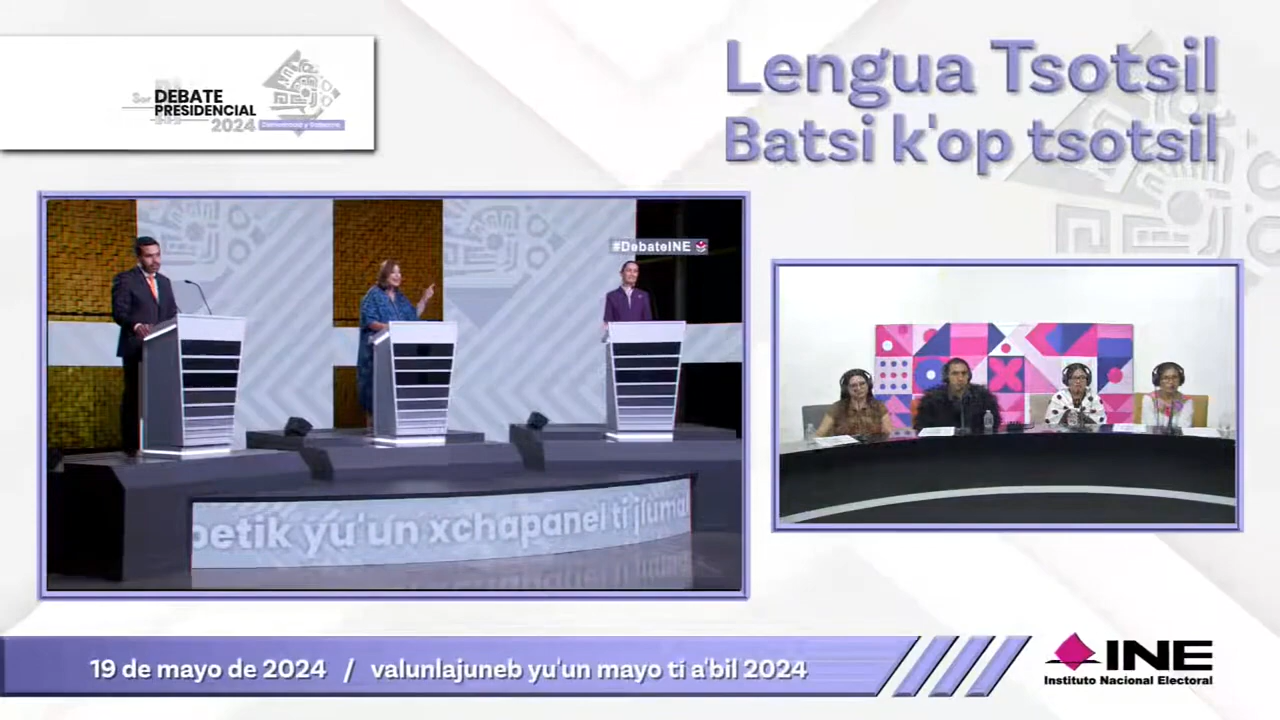 DEBATE
PRESIDENCIAL
2024
Lengua Tsotsil
Batsi k'op tsotsil
#DebateINE
petik yu'un xchapanel ti jlumal
19 de mayo de 2024 / valunlajuneb yu'un mayo ti a'bil 2024
INE
Instituto Nacional Electoral